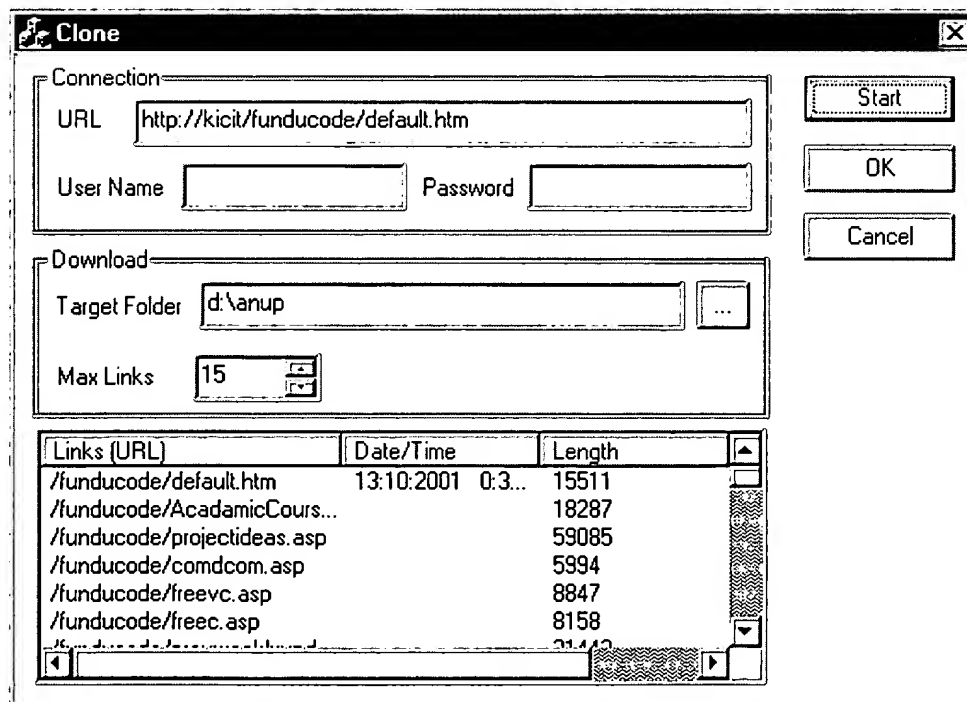 Clone
Connection
URL http://kicit/funducode/default.htm
User Name Password
Start
OK
Cancel
Download
Target Folder d:\anup ...
Max Links 15
Links (URL) Date/Time Length
/funducode/default.htm 13:10:2001 0:3... 15511
/funducode/AcadamicCours... 18287
/funducode/projectideas.asp 59085
/funducode/comdcom.asp 5994
/funducode/freevc.asp 8847
/funducode/freec.asp 8158